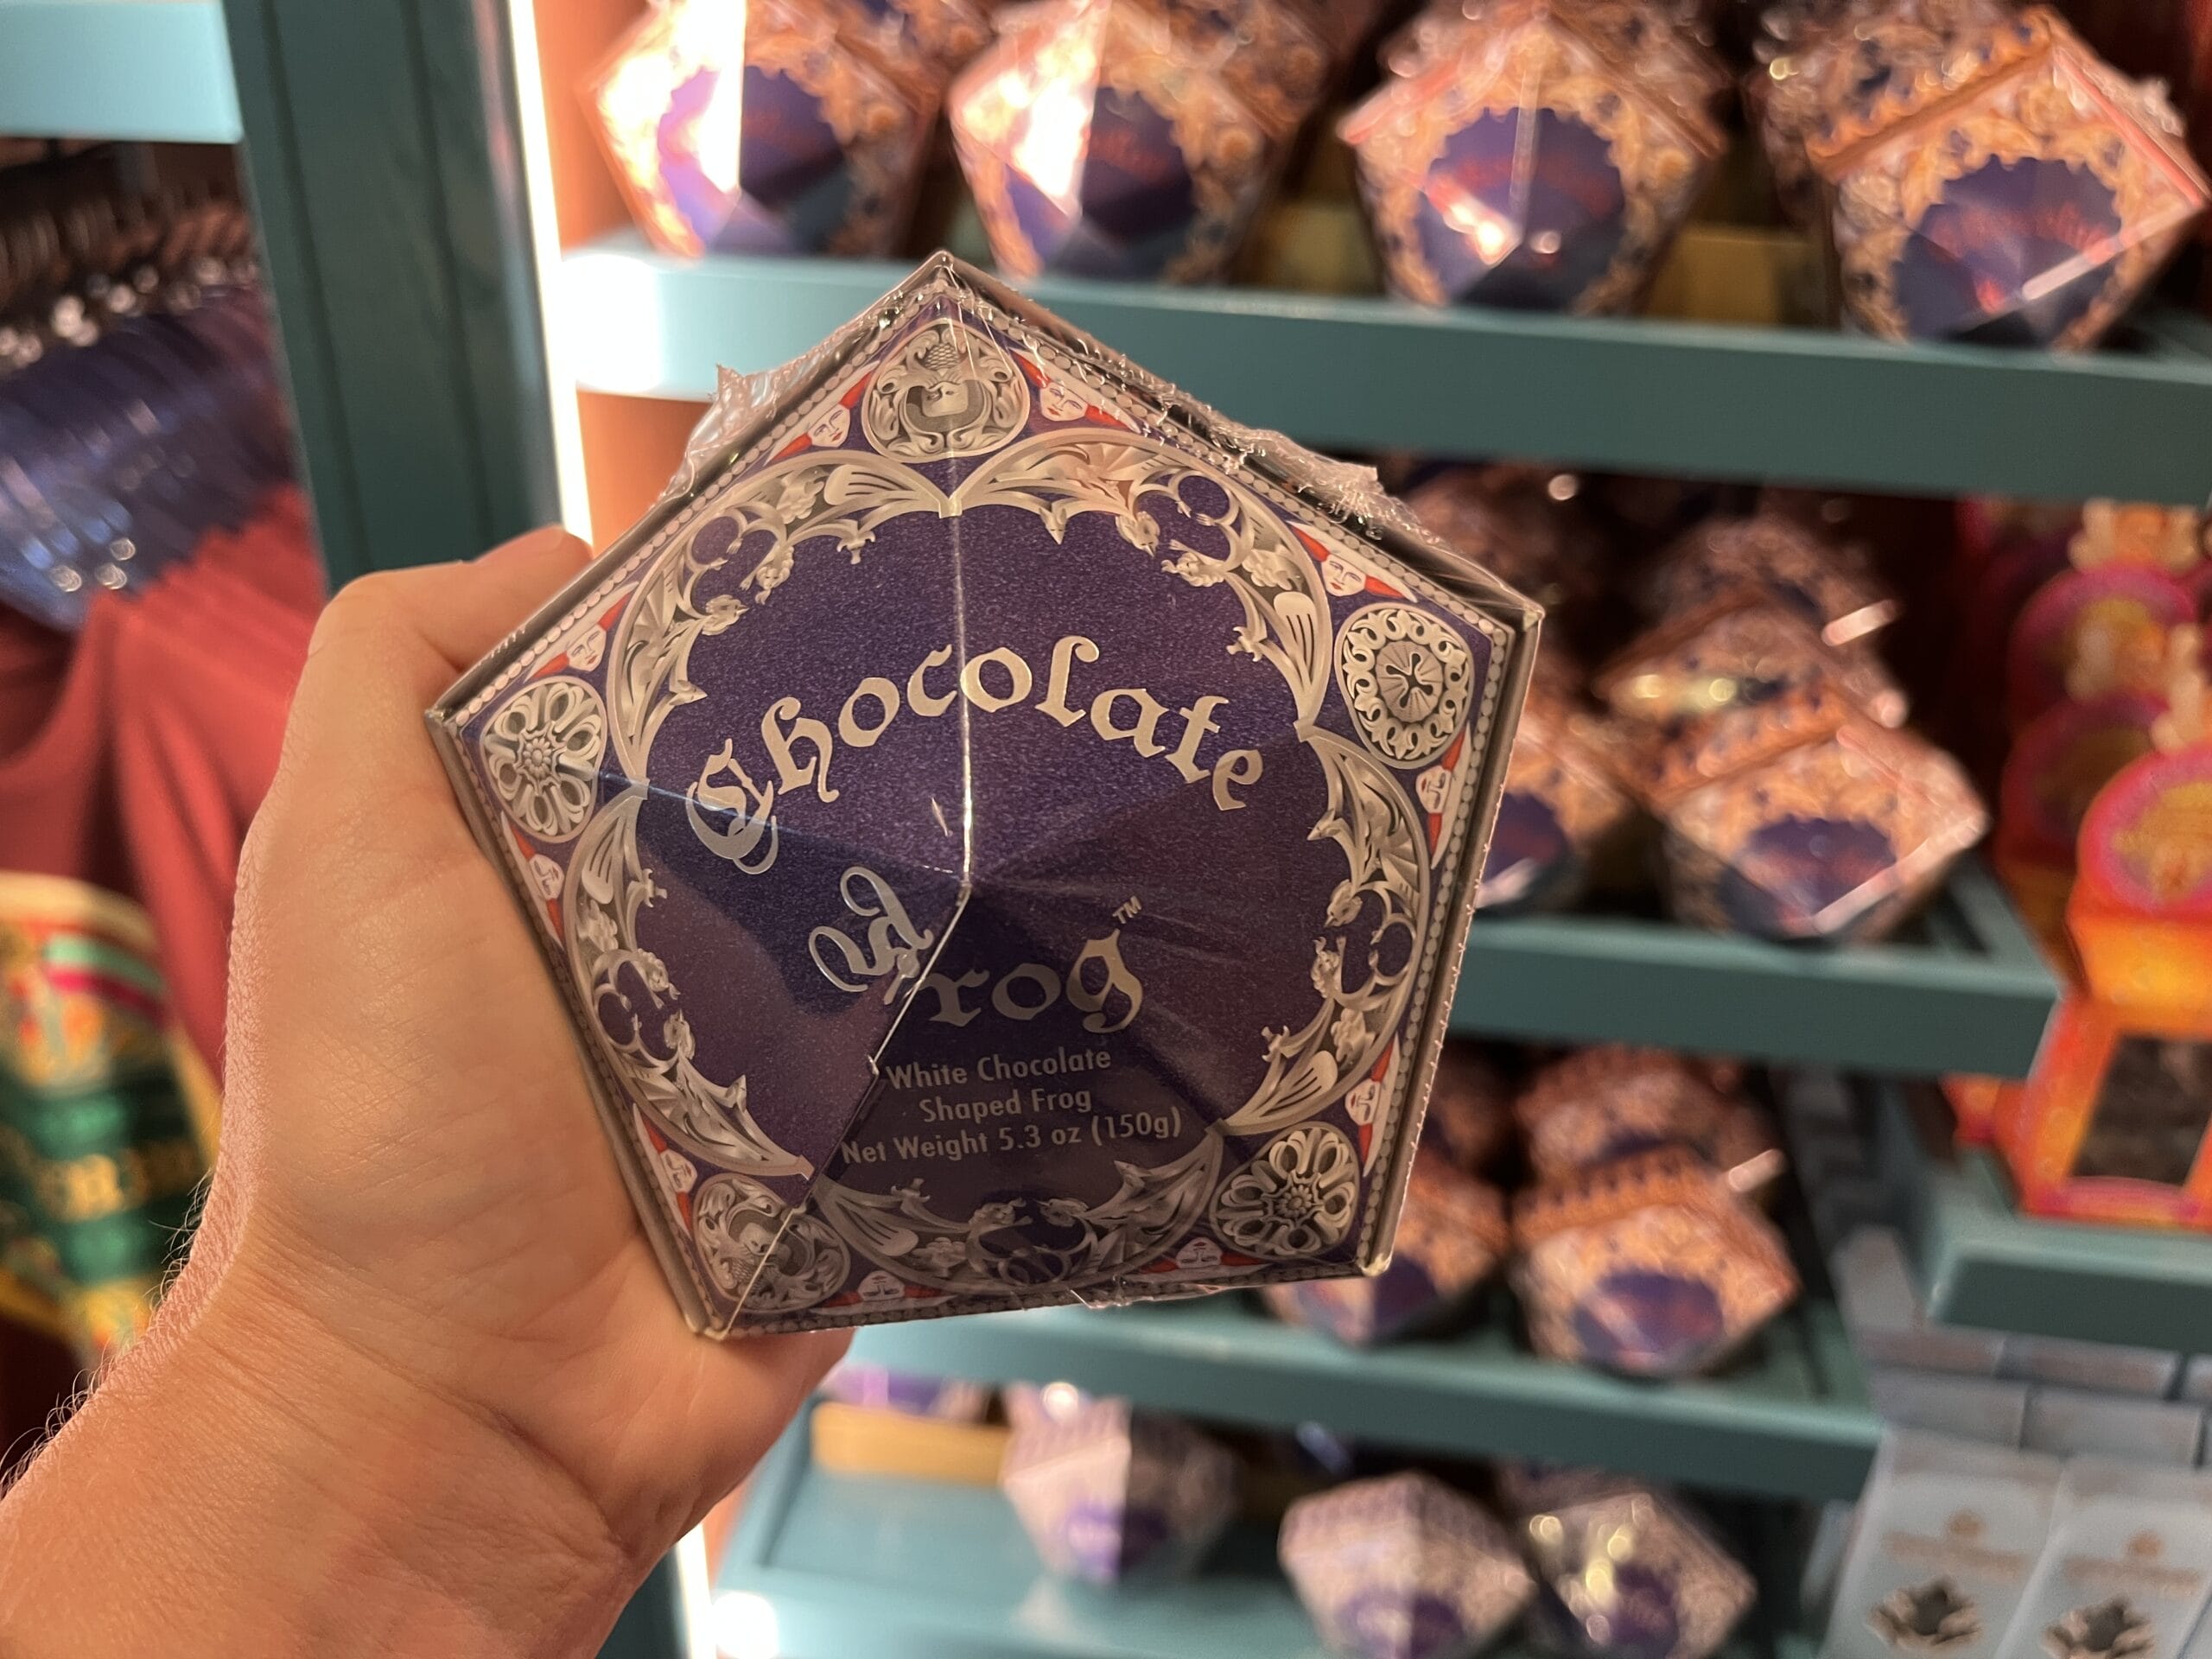 Chocolate
Frog™
White Chocolate
Shaped Frog
Net Weight 5.3 oz (150g)